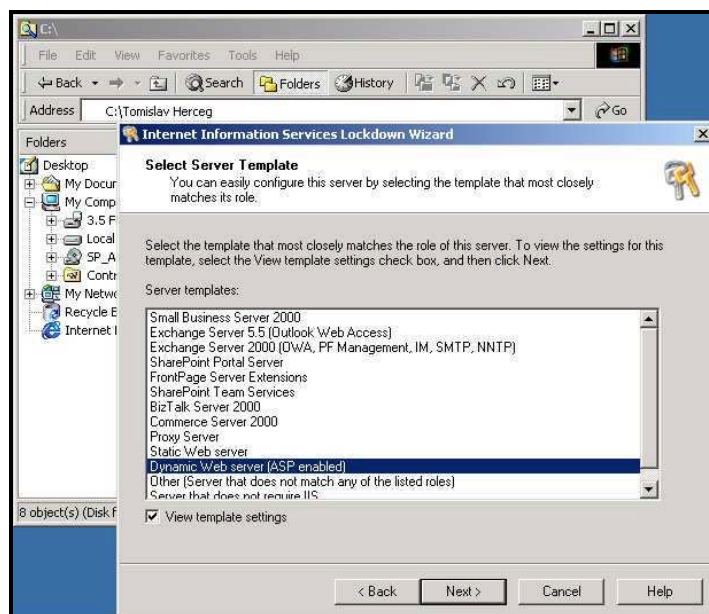 C:\
File Edit View Favorites Tools Help
Back Search Folders History
Address C:\Tomislav Herceg Go
Folders
Desktop
My Docur
My Comp
3.5 F
Local
SP_A
Contr
My Netwo
Recycle E
Internet I
8 object(s) (Disk f
Internet Information Services Lockdown Wizard
Select Server Template
You can easily configure this server by selecting the template that most closely
matches its role.
Select the template that most closely matches the role of this server. To view the settings for this
template, select the View template settings check box, and then click Next.
Server templates:
Small Business Server 2000
Exchange Server 5.5 (Outlook Web Access)
Exchange Server 2000 (OWA, PF Management, IM, SMTP, NNTP)
SharePoint Portal Server
FrontPage Server Extensions
SharePoint Team Services
BizTalk Server 2000
Commerce Server 2000
Proxy Server
Static Web server
Dynamic Web server (ASP enabled)
Other (Server that does not match any of the listed roles)
Server that does not require IIS
View template settings
< Back Next > Cancel Help